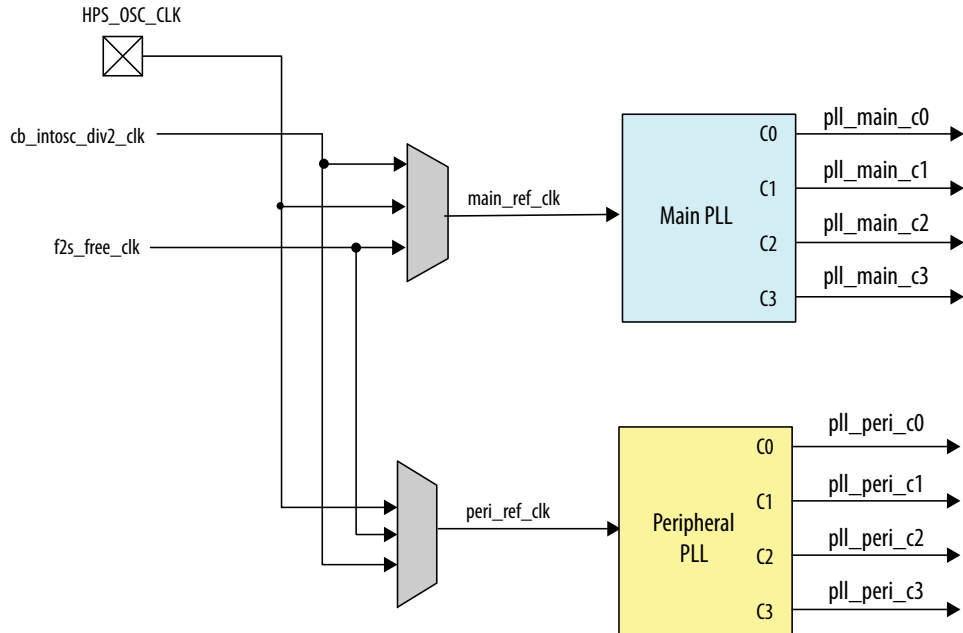 HPS_OSC_CLK
cb_intosc_div2_clk
f2s_free_clk
main_ref_clk
Main PLL
C0
C1
C2
C3
pll_main_c0
pll_main_c1
pll_main_c2
pll_main_c3
peri_ref_clk
Peripheral
PLL
C0
C1
C2
C3
pll_peri_c0
pll_peri_c1
pll_peri_c2
pll_peri_c3